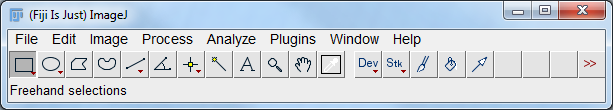 (Fiji Is Just) ImageJ
File Edit Image Process Analyze Plugins Window Help
A Dev Stk >>
Freehand selections